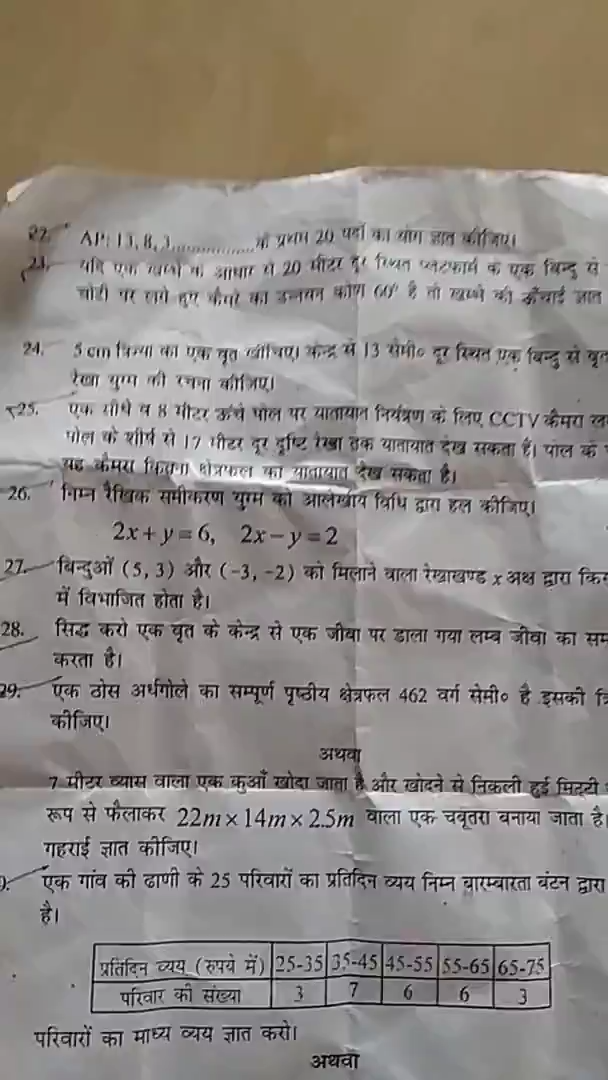 22. AP: 13, 8, 3,............... के प्रथम 20 पदों का योग ज्ञात कीजिए।
23. यदि एक खम्भे के आधार से 20 मीटर दूर स्थित प्लेटफार्म के एक बिन्दु से
चोटी पर लगे हुए कैमरे का उन्नयन कोण 60° है तो खम्भे की ऊँचाई ज्ञात
24. 5 cm त्रिज्या का एक वृत खींचिए। केन्द्र से 13 सेमी० दूर स्थित एक बिन्दु से वृत
रेखा युग्म की रचना कीजिए।
25. एक सीधे व 8 मीटर ऊँचे पोल पर यातायात नियंत्रण के लिए CCTV कैमरा
पोल के शीर्ष से 17 मीटर दूर दृष्टि रेखा तक यातायात देख सकता है। पोल के
यह कैमरा कितना क्षेत्रफल का यातायात देख सकता है।
26. निम्न रैखिक समीकरण युग्म को आलेखीय विधि द्वारा हल कीजिए।
2x+y=6, 2x-y=2
27. बिन्दुओं (5, 3) और (-3, -2) को मिलाने वाला रेखाखण्ड x अक्ष द्वारा
में विभाजित होता है।
28. सिद्ध करो एक वृत के केन्द्र से एक जीवा पर डाला गया लम्ब जीवा का
करता है।
29. एक ठोस अर्धगोले का सम्पूर्ण पृष्ठीय क्षेत्रफल 462 वर्ग सेमी० है इसकी
कीजिए।
अथवा
7 मीटर व्यास वाला एक कुआँ खोदा जाता है और खोदने से निकली हुई मिट्टी
रूप से फैलाकर 22m×14m×2.5m वाला एक चबूतरा बनाया जाता है।
गहराई ज्ञात कीजिए।
एक गांव की ढाणी के 25 परिवारों का प्रतिदिन व्यय निम्न बारम्बारता बंटन द्वारा
है।
प्रतिदिन व्यय (रुपये में) 25-35 35-45 45-55 55-65 65-75
परिवार की संख्या 3 7 6 6 3
परिवारों का माध्य व्यय ज्ञात करो।
अथवा